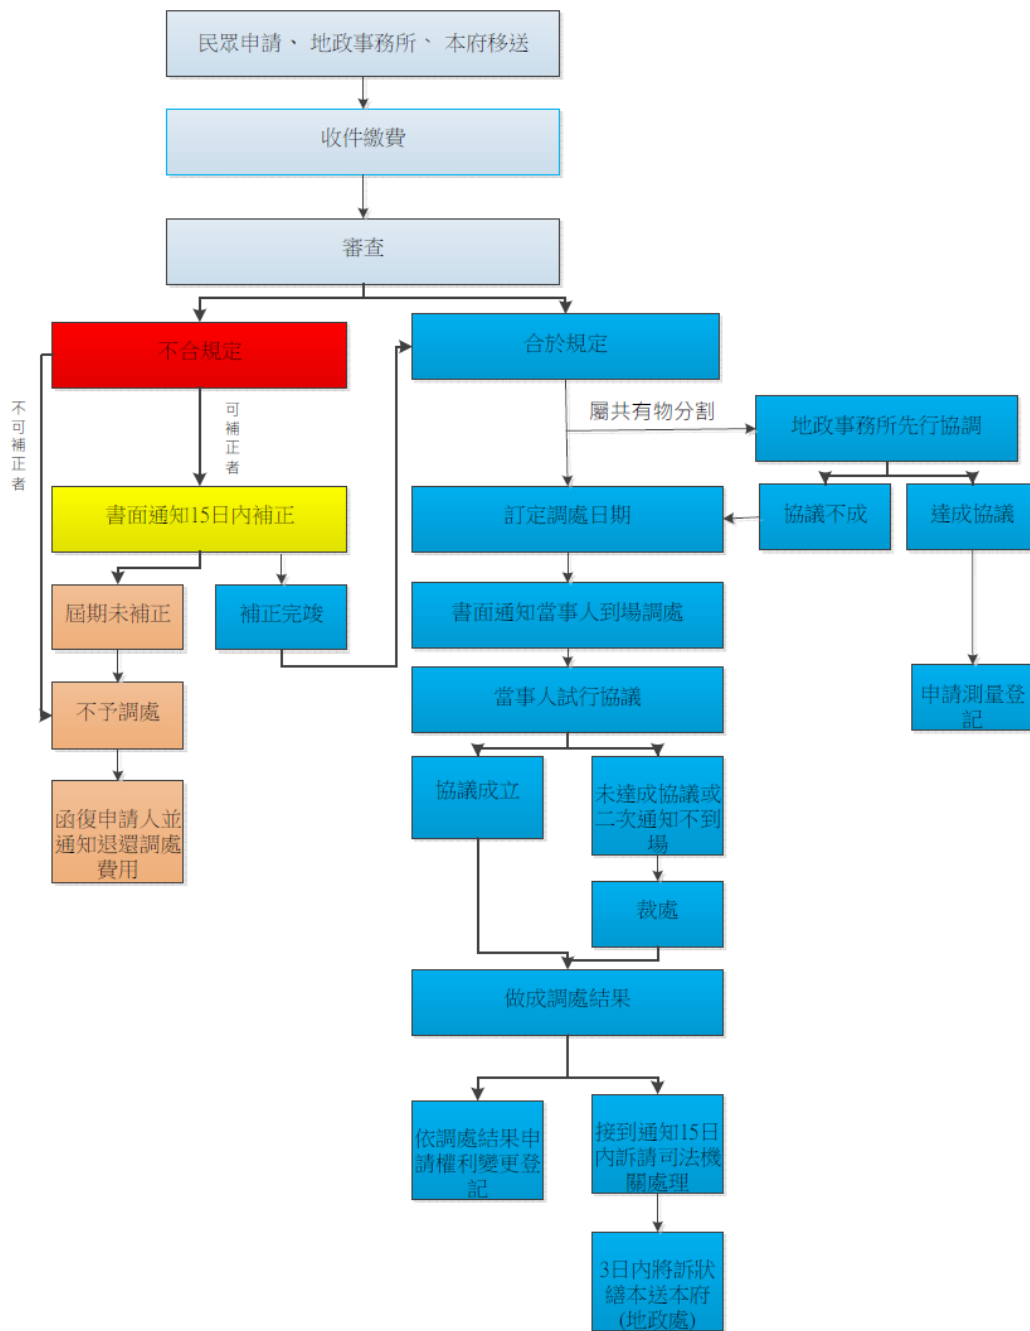 民眾申請、 地政事務所、 本府移送
收件繳費
審查
不合規定
合於規定
不可補正者
可補正者
屬共有物分割
地政事務所先行協調
書面通知15日內補正
訂定調處日期
協議不成
達成協議
屆期未補正
補正完竣
書面通知當事人到場調處
不予調處
當事人試行協議
申請測量登
記
函復申請人並
通知退還調處
費用
協議成立
未達成協議或
二次通知不到
場
裁處
做成調處結果
依調處結果申
請權利變更登
記
接到通知15日
內訴請司法機
關處理
3日內將訴狀
繕本送本府
(地政處)